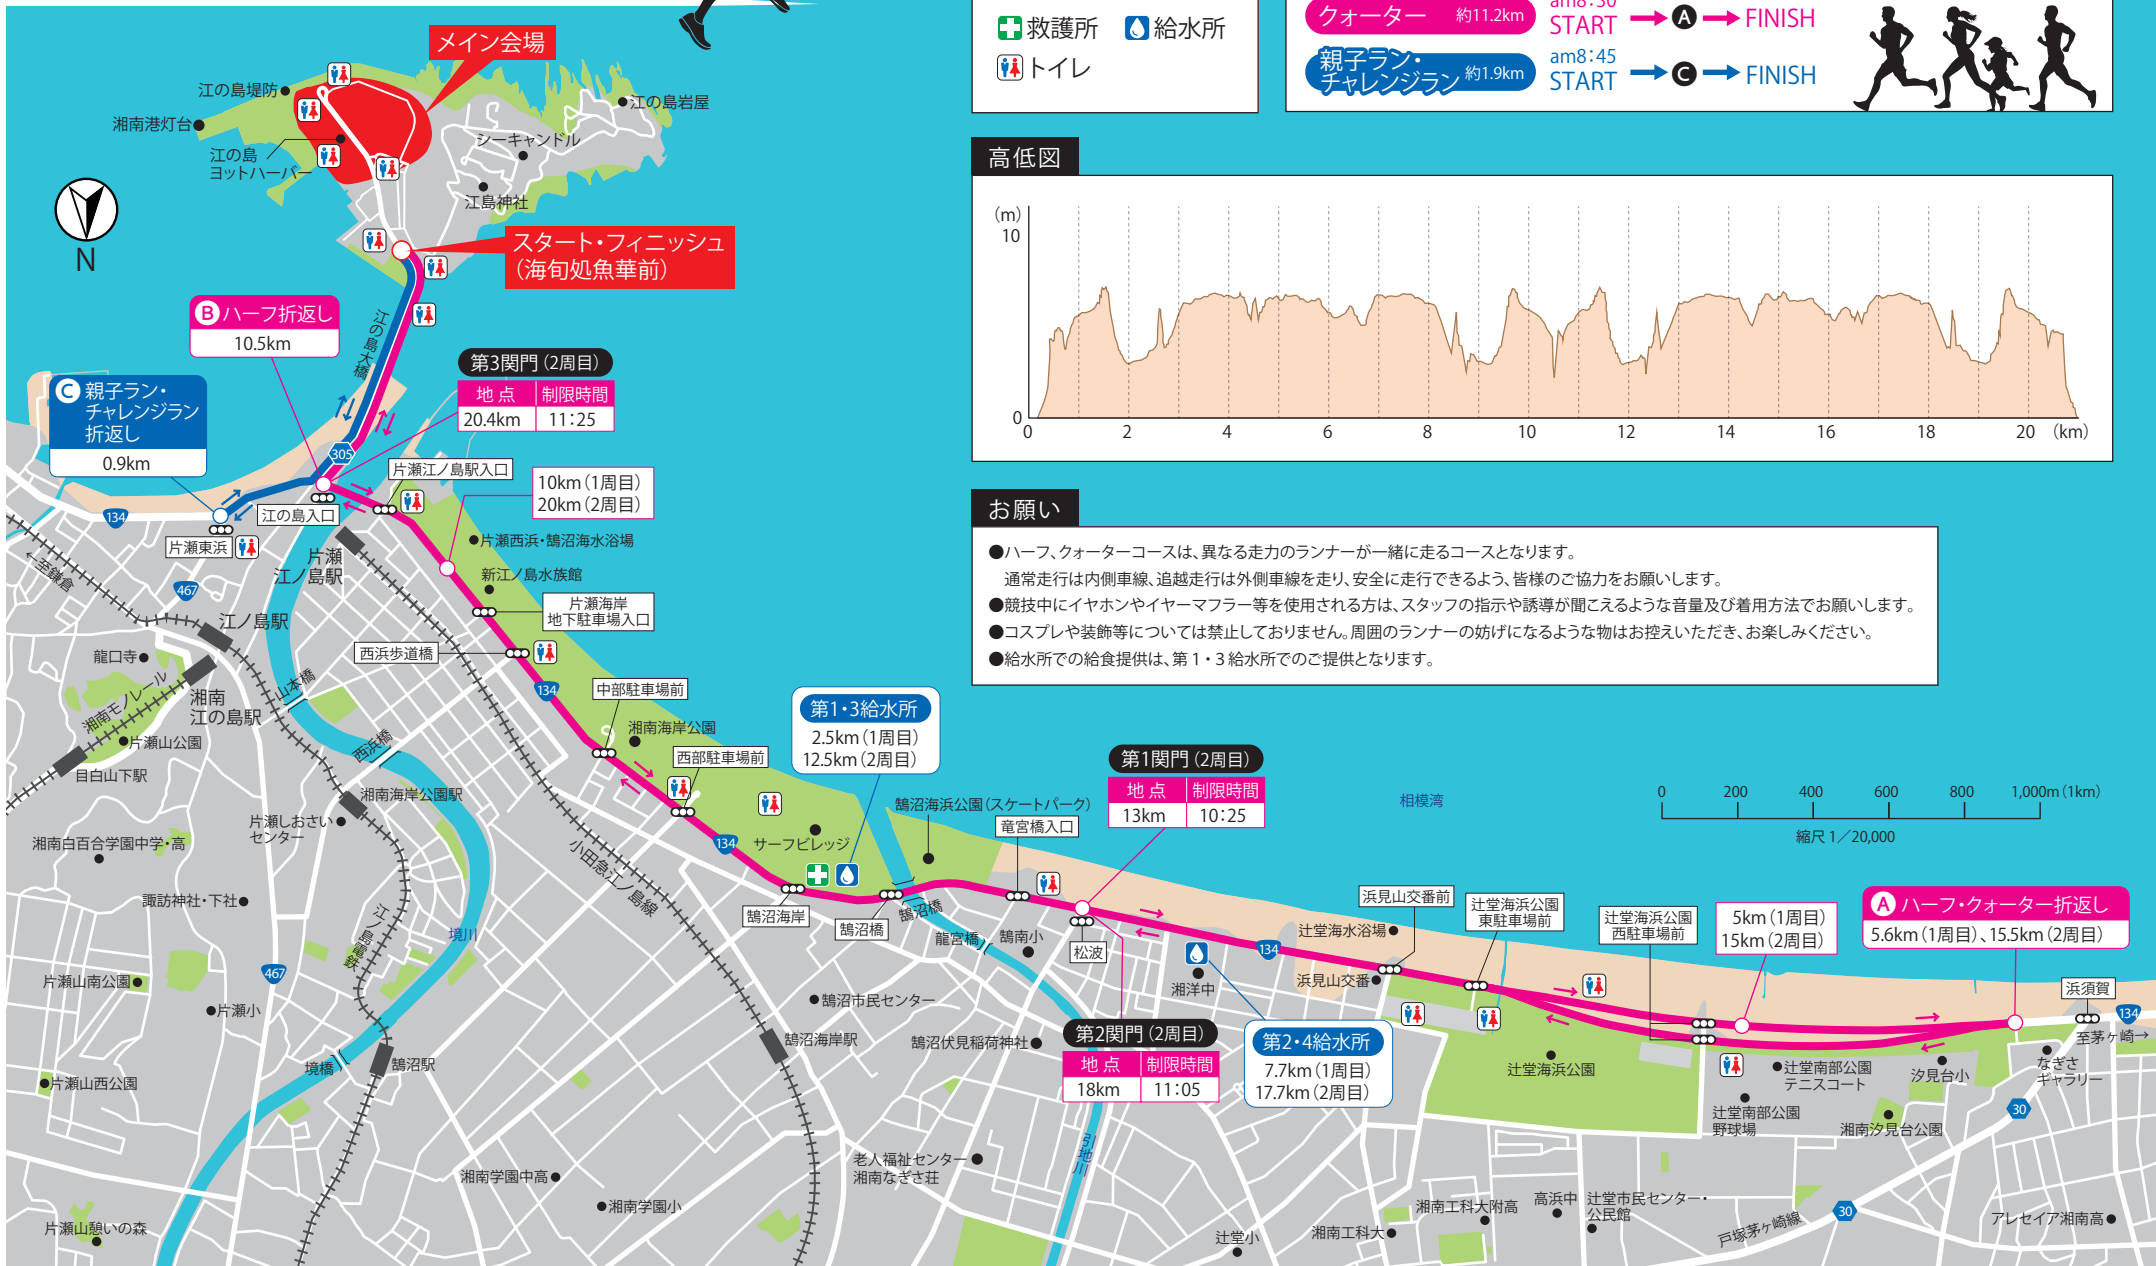 救護所
給水所
トイレ
クォーター 約11.2km
am8:30
START → A → FINISH
親子ラン・
チャレンジラン 約1.9km
am8:45
START → C → FINISH
メイン会場
江の島堤防
湘南港灯台
江の島
ヨットハーバー
江の島岩屋
シーキャンドル
江島神社
N
スタート・フィニッシュ
(海旬処魚華前)
高低図
(m)
10
0
0 2 4 6 8 10 12 14 16 18 20 (km)
B ハーフ折返し
10.5km
江の島大橋
第3関門(2周目)
地点 制限時間
20.4km 11:25
C 親子ラン・
チャレンジラン
折返し
0.9km
305
片瀬江ノ島駅入口
10km(1周目)
20km(2周目)
134
江の島入口
片瀬東浜
←至鎌倉
片瀬
江ノ島駅
片瀬西浜・鵠沼海水浴場
新江ノ島水族館
片瀬海岸
地下駐車場入口
467
江ノ島駅
西浜歩道橋
龍口寺
湘南モノレール
湘南
江の島駅
山本橋
片瀬山公園
目白山下駅
西浜橋
134
中部駐車場前
湘南海岸公園
西部駐車場前
お願い
●ハーフ、クォーターコースは、異なる走力のランナーが一緒に走るコースとなります。
通常走行は内側車線、追越走行は外側車線を走り、安全に走行できるよう、皆様のご協力をお願いします。
●競技中にイヤホンやイヤーマフラー等を使用される方は、スタッフの指示や誘導が聞こえるような音量及び着用方法でお願いします。
●コスプレや装飾等については禁止しておりません。周囲のランナーの妨げになるような物はお控えいただき、お楽しみください。
●給水所での給食提供は、第1・3給水所でのご提供となります。
第1・3給水所
2.5km(1周目)
12.5km(2周目)
湘南海岸公園駅
片瀬しおさい
センター
湘南白百合学園中学・高
諏訪神社・下社
小田急江ノ島線
134
サーフビレッジ
鵠沼海浜公園(スケートパーク)
竜宮橋入口
第1関門(2周目)
地点 制限時間
13km 10:25
相模湾
0 200 400 600 800 1,000m(1km)
縮尺 1/20,000
鵠沼海岸
鵠沼橋
鵠沼橋
龍宮橋
鵠南小
松波
湘洋中
134
辻堂海水浴場
浜見山交番前
浜見山交番
辻堂海浜公園
東駐車場前
辻堂海浜公園
西駐車場前
5km(1周目)
15km(2周目)
A ハーフ・クォーター折返し
5.6km(1周目)、15.5km(2周目)
浜須賀
134
至茅ヶ崎→
江ノ島電鉄
境川
467
片瀬山南公園
片瀬小
鵠沼市民センター
鵠沼海岸駅
鵠沼伏見稲荷神社
第2関門(2周目)
地点 制限時間
18km 11:05
第2・4給水所
7.7km(1周目)
17.7km(2周目)
辻堂海浜公園
辻堂南部公園
テニスコート
汐見台小
なぎさ
ギャラリー
辻堂南部公園
野球場
湘南汐見台公園
30
境橋
鵠沼駅
片瀬山西公園
引地川
老人福祉センター
湘南なぎさ荘
湘南学園中高
湘南学園小
片瀬山憩いの森
辻堂小
湘南工科大
湘南工科大附高
高浜中
辻堂市民センター・
公民館
戸塚茅ヶ崎線
30
アレセイア湘南高